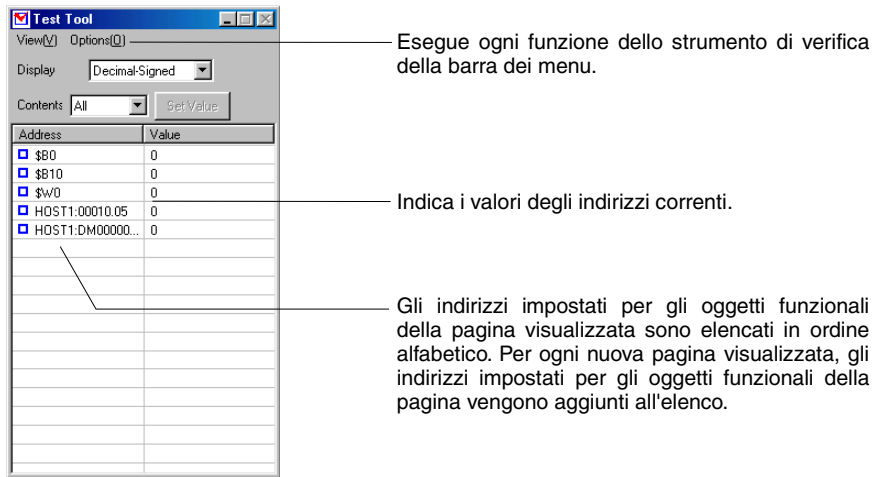 Test Tool
View(V) Options(O)
Display Decimal-Signed
Contents All Set Value
Address Value
$B0 0
$B10 0
$W0 0
HOST1:00010.05 0
HOST1:DM00000... 0
Esegue ogni funzione dello strumento di verifica
della barra dei menu.
Indica i valori degli indirizzi correnti.
Gli indirizzi impostati per gli oggetti funzionali
della pagina visualizzata sono elencati in ordine
alfabetico. Per ogni nuova pagina visualizzata, gli
indirizzi impostati per gli oggetti funzionali della
pagina vengono aggiunti all'elenco.